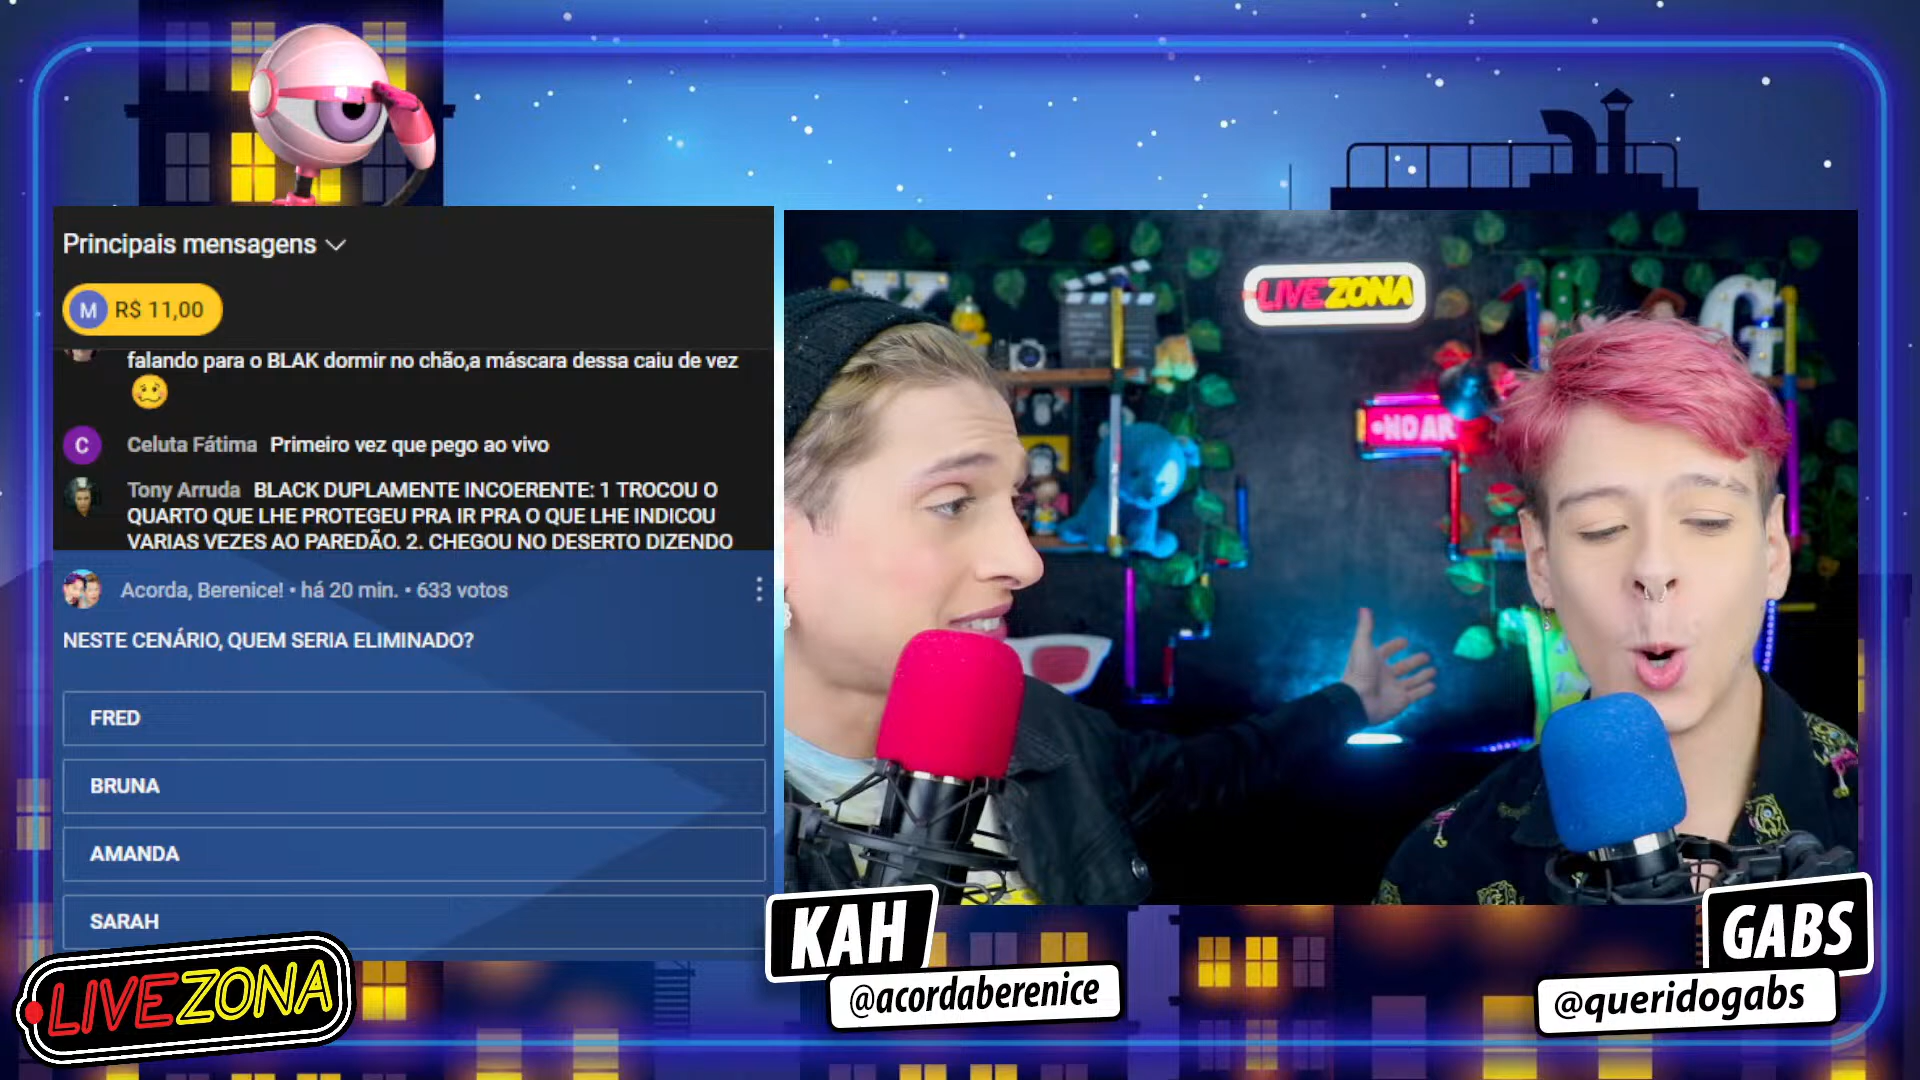 Principais mensagens
M R$ 11,00
falando para o BLAK dormir no chão,a máscara dessa caiu de vez
C Celuta Fátima Primeiro vez que pego ao vivo
Tony Arruda BLACK DUPLAMENTE INCOERENTE: 1 TROCOU O
QUARTO QUE LHE PROTEGEU PRA IR PRA O QUE LHE INDICOU
VARIAS VEZES AO PAREDÃO. 2. CHEGOU NO DESERTO DIZENDO
Acorda, Berenice! • há 20 min. • 633 votos
NESTE CENÁRIO, QUEM SERIA ELIMINADO?
FRED
BRUNA
AMANDA
SARAH
LIVEZONA
LIVEZONA
NO AR
K
G
KAH
@acordaberenice
GABS
@queridogabs